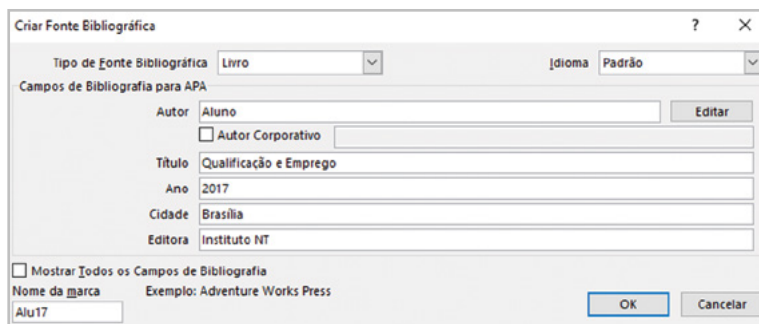 Criar Fonte Bibliográfica ? ×
Tipo de Fonte Bibliográfica Livro Idioma Padrão
Campos de Bibliografia para APA
Autor Aluno Editar
Autor Corporativo
Título Qualificação e Emprego
Ano 2017
Cidade Brasília
Editora Instituto NT
Mostrar Todos os Campos de Bibliografia
Nome da marca Exemplo: Adventure Works Press
Alu17 OK Cancelar